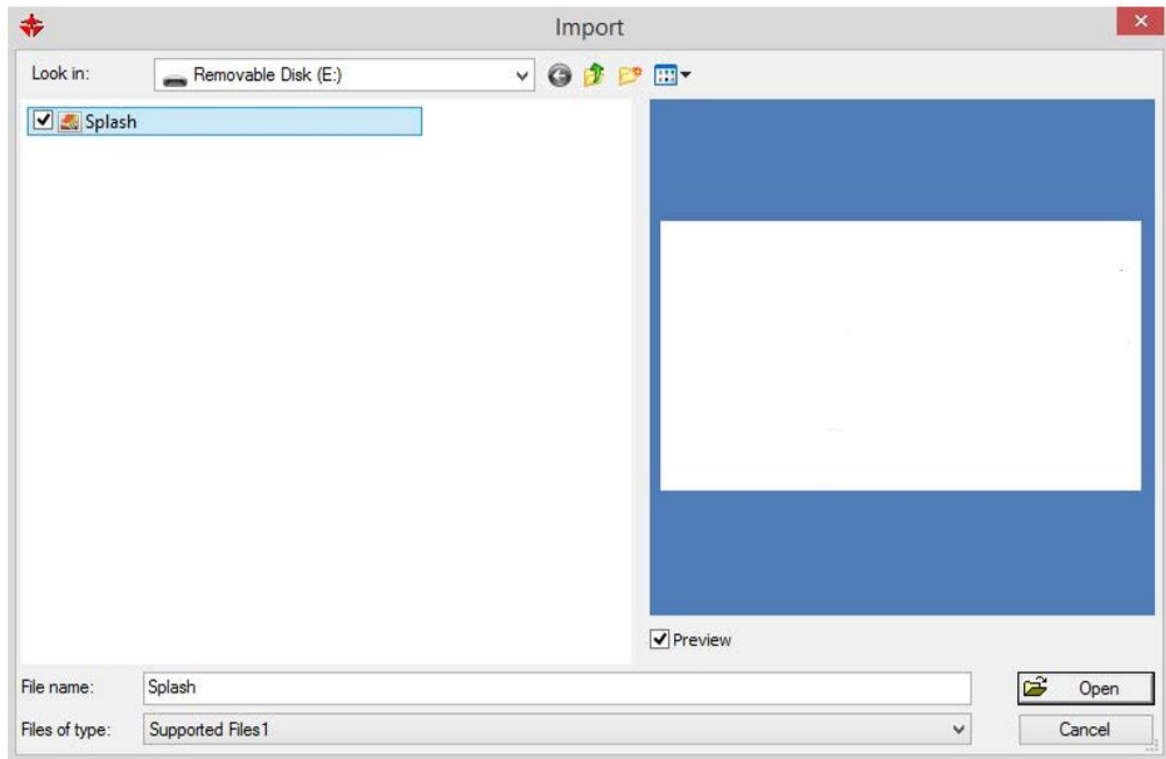 Import
Look in: Removable Disk (E:)
Splash
Preview
File name: Splash Open
Files of type: Supported Files1 Cancel